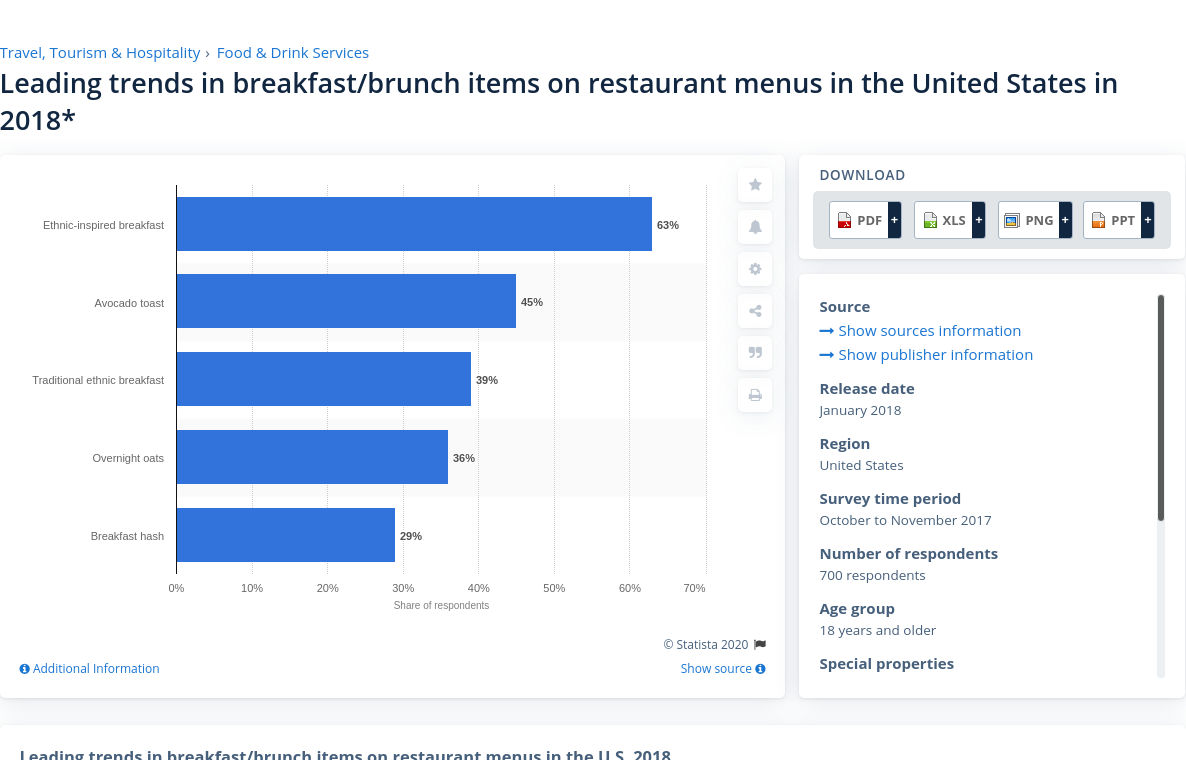 Travel, Tourism & Hospitality › Food & Drink Services
Leading trends in breakfast/brunch items on restaurant menus in the United States in
2018*
Ethnic-inspired breakfast 63%
Avocado toast 45%
Traditional ethnic breakfast 39%
Overnight oats 36%
Breakfast hash 29%
0% 10% 20% 30% 40% 50% 60% 70%
Share of respondents
© Statista 2020
Additional Information
Show source
DOWNLOAD
PDF + XLS + PNG + PPT +
Source
Show sources information
Show publisher information
Release date
January 2018
Region
United States
Survey time period
October to November 2017
Number of respondents
700 respondents
Age group
18 years and older
Special properties
Leading trends in breakfast/brunch items on restaurant menus in the U.S. 2018